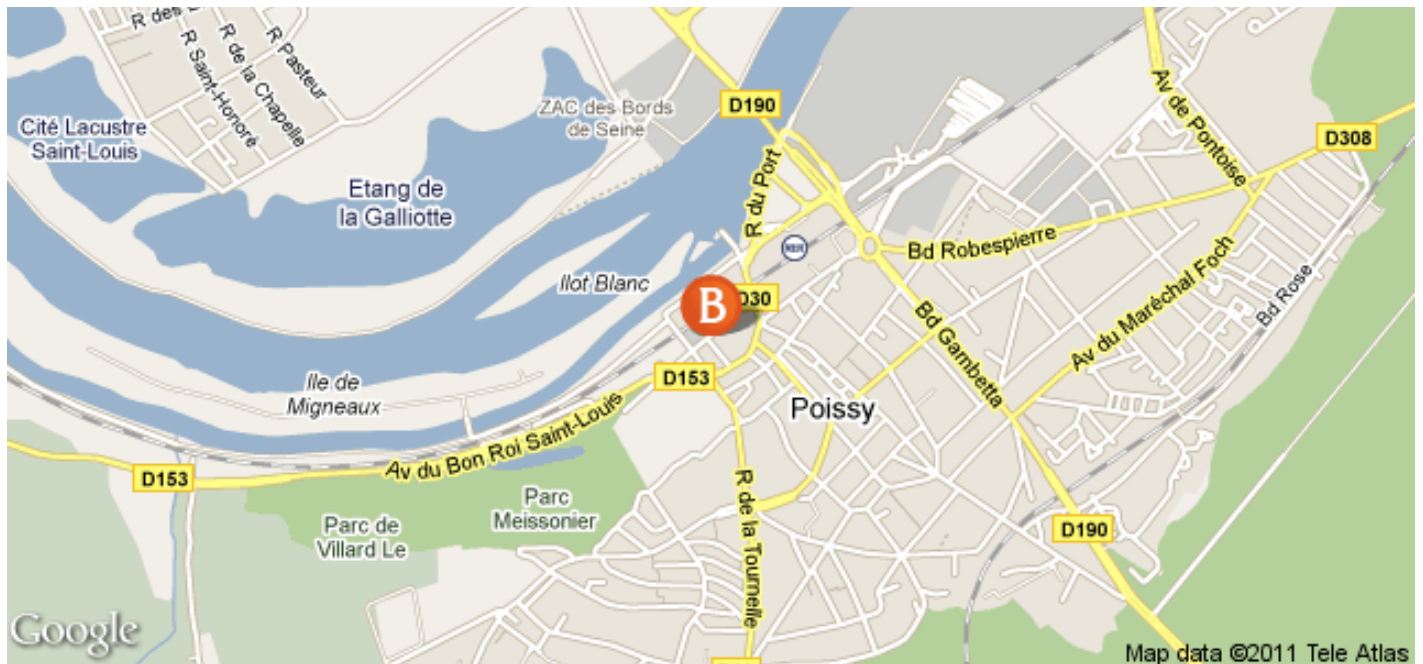 R des
R Saint-Honoré
R de la Chapelle
R Pasteur
Cité Lacustre
Saint-Louis
ZAC des Bords
de Seine
D190
Av de Pontoise
D308
Etang de
la Galliotte
R du Port
RER
Bd Robespierre
Av du Maréchal Foch
Bd Rose
Ilot Blanc
B
D30
Bd Gambetta
Ile de
Migneaux
D153
Poissy
Av du Bon Roi Saint-Louis
D153
R de la Tournelle
Parc
Meissonier
Parc de
Villard Le
D190
Google
Map data ©2011 Tele Atlas